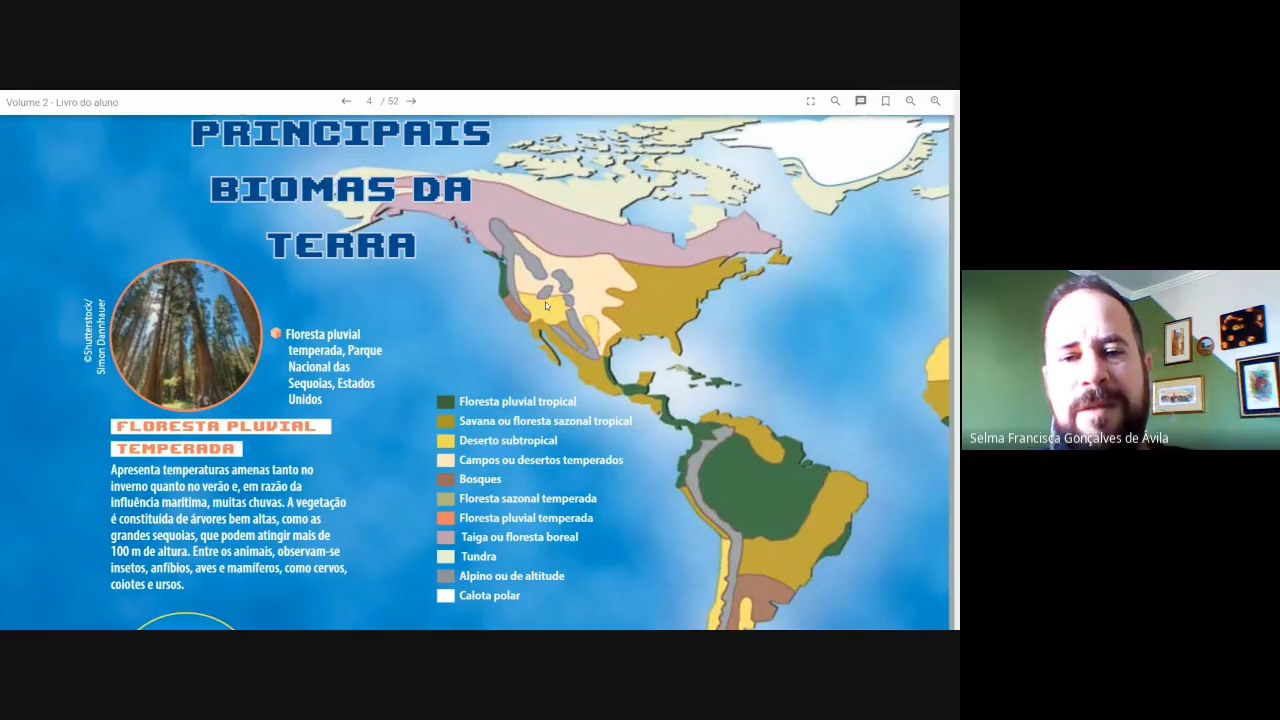 Volume 2 - Livro do aluno
4 / 52
PRINCIPAIS
BIOMAS DA
TERRA
©Shutterstock/
Simon Dannhauer
Floresta pluvial
temperada, Parque
Nacional das
Sequoias, Estados
Unidos
FLORESTA PLUVIAL
TEMPERADA
Apresenta temperaturas amenas tanto no
inverno quanto no verão e, em razão da
influência marítima, muitas chuvas. A vegetação
é constituída de árvores bem altas, como as
grandes sequoias, que podem atingir mais de
100 m de altura. Entre os animais, observam-se
insetos, anfíbios, aves e mamíferos, como cervos,
coiotes e ursos.
Floresta pluvial tropical
Savana ou floresta sazonal tropical
Deserto subtropical
Campos ou desertos temperados
Bosques
Floresta sazonal temperada
Floresta pluvial temperada
Taiga ou floresta boreal
Tundra
Alpino ou de altitude
Calota polar
Selma Francisca Gonçalves de Ávila